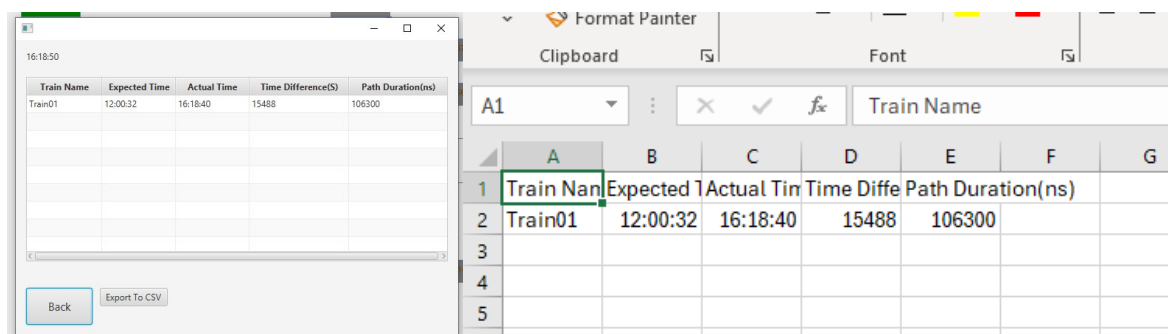 16:18:50
Train Name Expected Time Actual Time Time Difference(S) Path Duration(ns)
Train01 12:00:32 16:18:40 15488 106300
Back
Export To CSV
Format Painter
Clipboard Font
A1 fx Train Name
A B C D E F G
1 Train Nan Expected T Actual Tim Time Diffe Path Duration(ns)
2 Train01 12:00:32 16:18:40 15488 106300
3
4
5